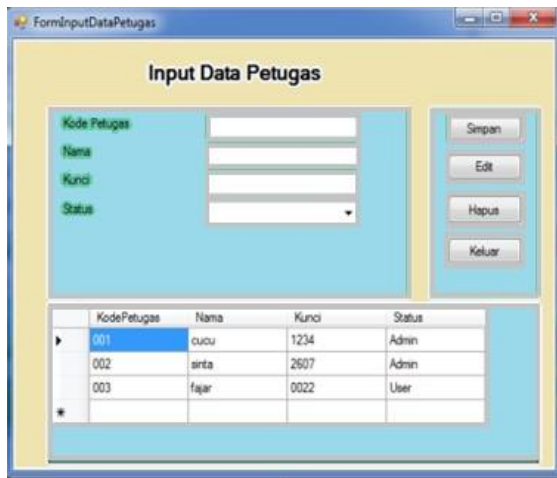 FormInputDataPetugas
Input Data Petugas
Kode Petugas
Nama
Kunci
Status
Simpan
Edit
Hapus
Keluar
KodePetugas Nama Kunci Status
001 cucu 1234 Admin
002 sinta 2607 Admin
003 fajar 0022 User